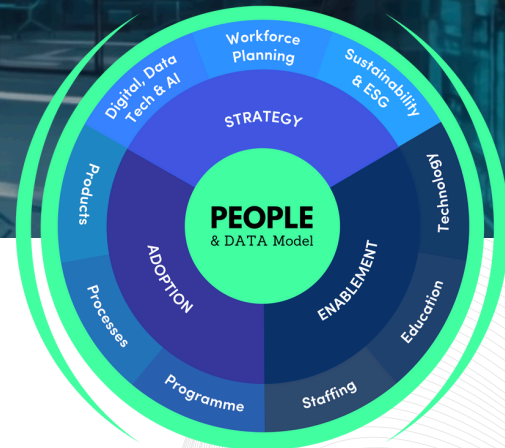 Digital, Data
Tech & AI
Workforce
Planning
Sustainability
& ESG
STRATEGY
Products
Technology
PEOPLE
& DATA Model
ADOPTION
ENABLEMENT
Processes
Education
Programme
Staffing